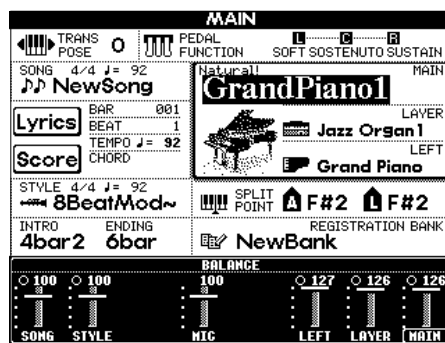 MAIN
TRANSPOSE 0
PEDAL FUNCTION
L C R
SOFT SOSTENUTO SUSTAIN
SONG 4/4 ♩= 92
NewSong
Natural! MAIN
GrandPiano1
Lyrics
BAR 001
BEAT 1
TEMPO ♩= 92
CHORD
Score
LAYER
Jazz Organ1
LEFT
Grand Piano
STYLE 4/4 ♩= 92
8BeatMod~
SPLIT POINT A F#2 L F#2
INTRO ENDING
4bar2 6bar
REGISTRATION BANK
NewBank
BALANCE
100 100 100 127 126 126
SONG STYLE MIC LEFT LAYER MAIN